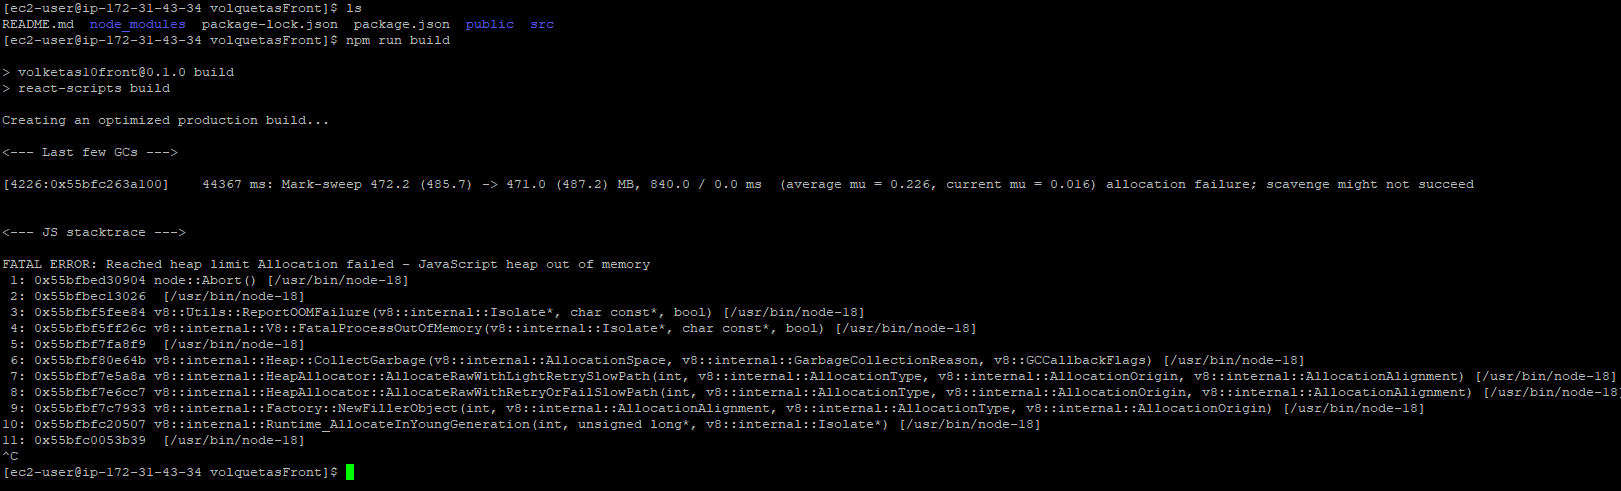 [ec2-user@ip-172-31-43-34 volquetasFront]$ ls
README.md  node_modules  package-lock.json  package.json  public  src
[ec2-user@ip-172-31-43-34 volquetasFront]$ npm run build
> volketas10front@0.1.0 build
> react-scripts build
Creating an optimized production build...
<--- Last few GCs --->
[4226:0x55bfc263a100]    44367 ms: Mark-sweep 472.2 (485.7) -> 471.0 (487.2) MB, 840.0 / 0.0 ms  (average mu = 0.226, current mu = 0.016) allocation failure; scavenge might not succeed
<--- JS stacktrace --->
FATAL ERROR: Reached heap limit Allocation failed - JavaScript heap out of memory
 1: 0x55bfbed30904 node::Abort() [/usr/bin/node-18]
 2: 0x55bfbec13026  [/usr/bin/node-18]
 3: 0x55bfbf5fee84 v8::Utils::ReportOOMFailure(v8::internal::Isolate*, char const*, bool) [/usr/bin/node-18]
 4: 0x55bfbf5ff26c v8::internal::V8::FatalProcessOutOfMemory(v8::internal::Isolate*, char const*, bool) [/usr/bin/node-18]
 5: 0x55bfbf7fa8f9  [/usr/bin/node-18]
 6: 0x55bfbf80e64b v8::internal::Heap::CollectGarbage(v8::internal::AllocationSpace, v8::internal::GarbageCollectionReason, v8::GCCallbackFlags) [/usr/bin/node-18]
 7: 0x55bfbf7e5a8a v8::internal::HeapAllocator::AllocateRawWithLightRetrySlowPath(int, v8::internal::AllocationType, v8::internal::AllocationOrigin, v8::internal::AllocationAlignment) [/usr/bin/node-18]
 8: 0x55bfbf7e6cc7 v8::internal::HeapAllocator::AllocateRawWithRetryOrFailSlowPath(int, v8::internal::AllocationType, v8::internal::AllocationOrigin, v8::internal::AllocationAlignment) [/usr/bin/node-18]
 9: 0x55bfbf7c7933 v8::internal::Factory::NewFillerObject(int, v8::internal::AllocationAlignment, v8::internal::AllocationType, v8::internal::AllocationOrigin) [/usr/bin/node-18]
10: 0x55bfbfc20507 v8::internal::Runtime_AllocateInYoungGeneration(int, unsigned long*, v8::internal::Isolate*) [/usr/bin/node-18]
11: 0x55bfc0053b39  [/usr/bin/node-18]
^C
[ec2-user@ip-172-31-43-34 volquetasFront]$